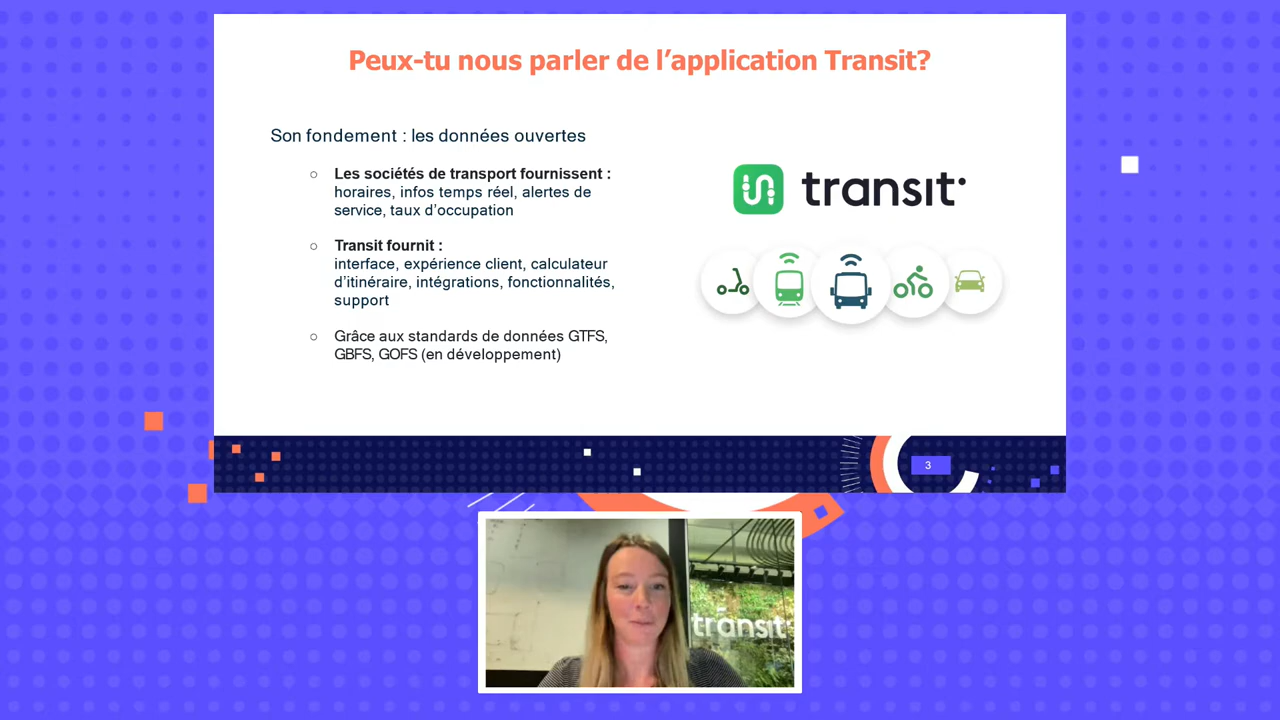 Peux-tu nous parler de l’application Transit?
Son fondement : les données ouvertes
○ Les sociétés de transport fournissent :
horaires, infos temps réel, alertes de
service, taux d’occupation
○ Transit fournit :
interface, expérience client, calculateur
d’itinéraire, intégrations, fonctionnalités,
support
○ Grâce aux standards de données GTFS,
GBFS, GOFS (en développement)
transit
3
transit